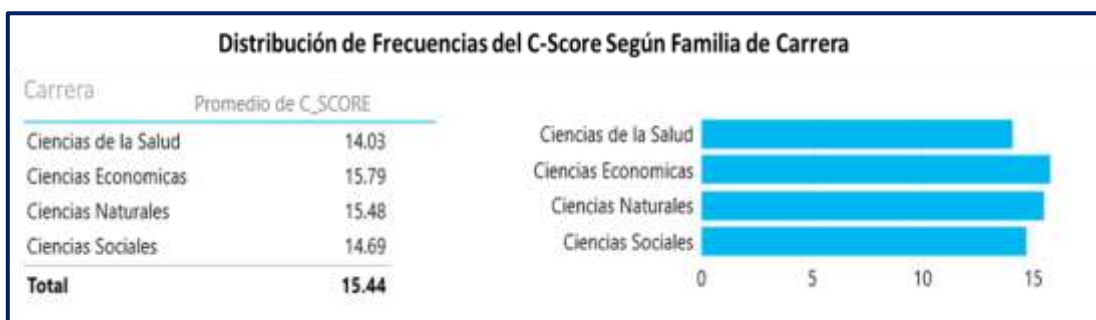 Distribución de Frecuencias del C-Score Según Familia de Carrera
Carrera
Promedio de C_SCORE
Ciencias de la Salud 14.03
Ciencias Economicas 15.79
Ciencias Naturales 15.48
Ciencias Sociales 14.69
Total 15.44
Ciencias de la Salud
Ciencias Economicas
Ciencias Naturales
Ciencias Sociales
0 5 10 15